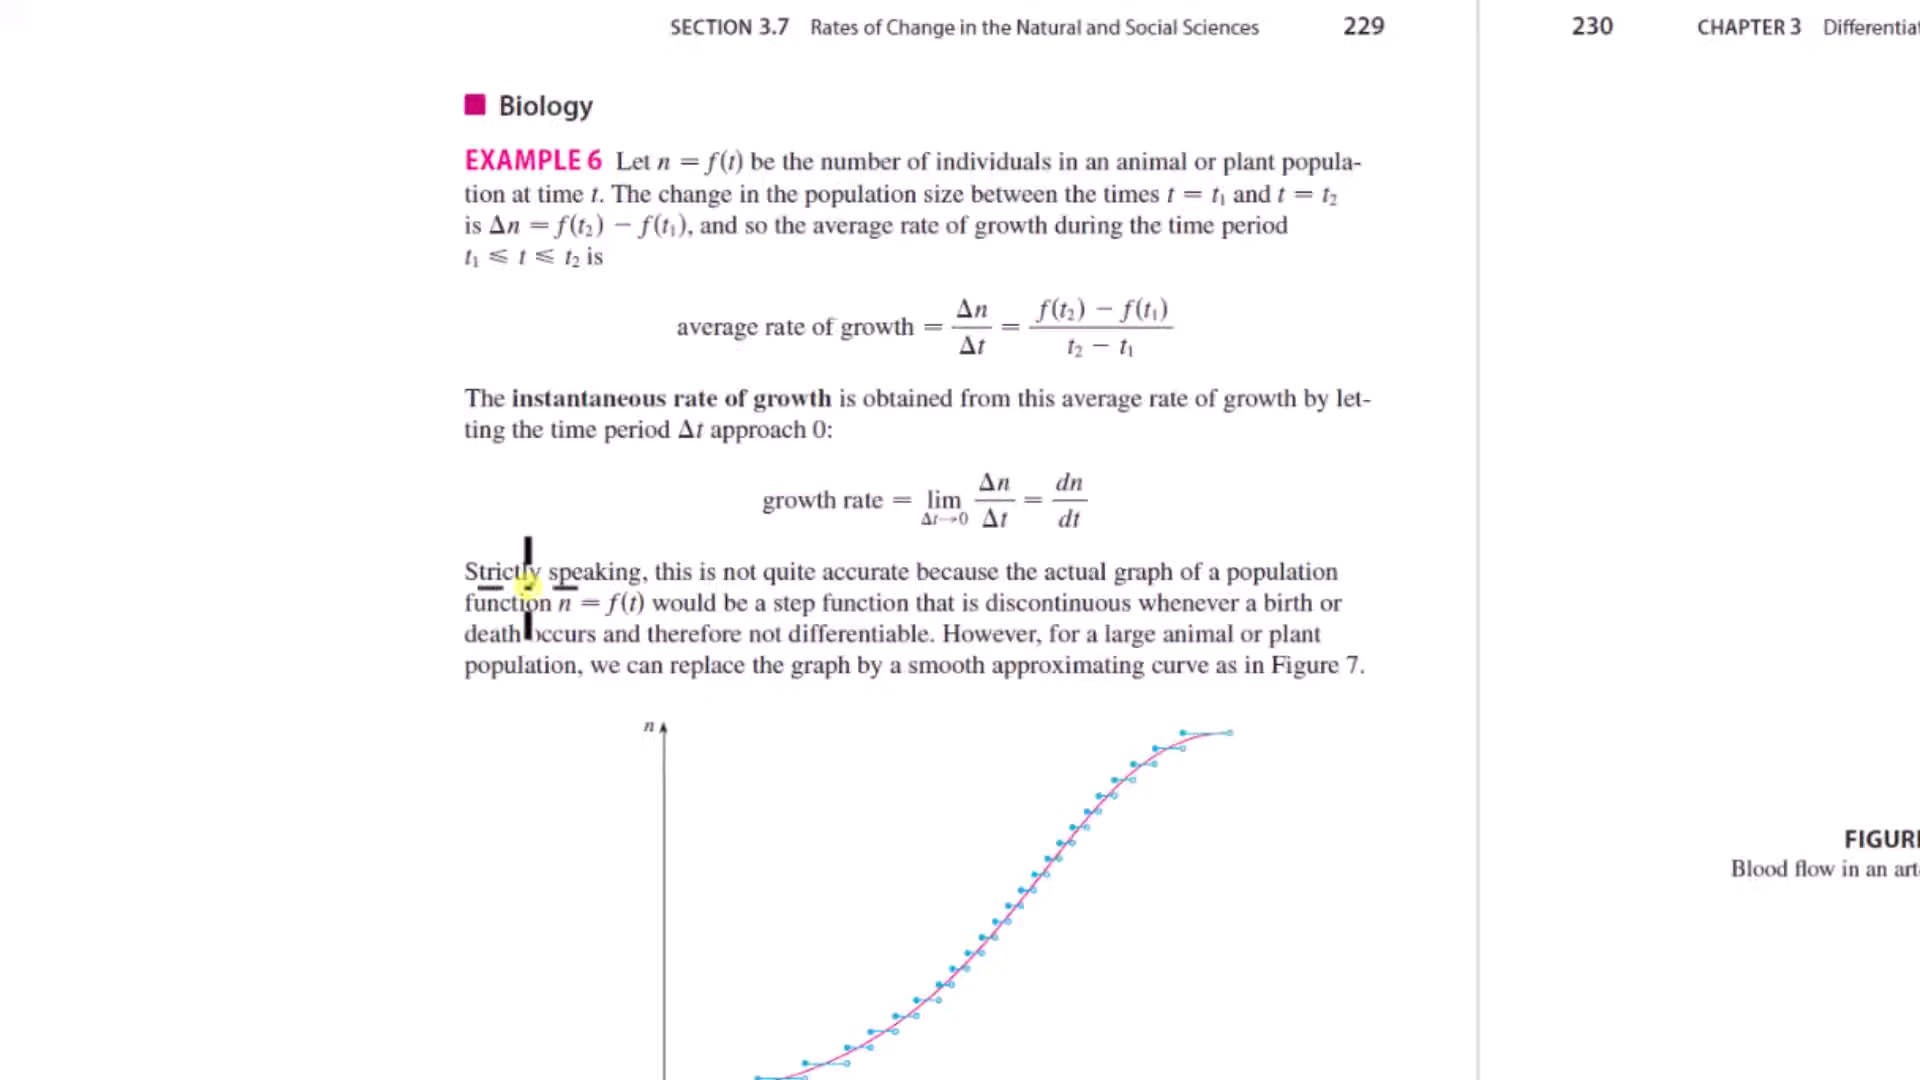 SECTION 3.7 Rates of Change in the Natural and Social Sciences 229
Biology
EXAMPLE 6 Let n = f(t) be the number of individuals in an animal or plant popula-
tion at time t. The change in the population size between the times t = t₁ and t = t₂
is Δn = f(t₂) − f(t₁), and so the average rate of growth during the time period
t₁ ⩽ t ⩽ t₂ is
average rate of growth = Δn/Δt = (f(t₂) − f(t₁))/(t₂ − t₁)
The instantaneous rate of growth is obtained from this average rate of growth by let-
ting the time period Δt approach 0:
growth rate = lim Δt→0 Δn/Δt = dn/dt
Strictly speaking, this is not quite accurate because the actual graph of a population
function n = f(t) would be a step function that is discontinuous whenever a birth or
death occurs and therefore not differentiable. However, for a large animal or plant
population, we can replace the graph by a smooth approximating curve as in Figure 7.
n
230 CHAPTER 3 Differentia
FIGUR
Blood flow in an art